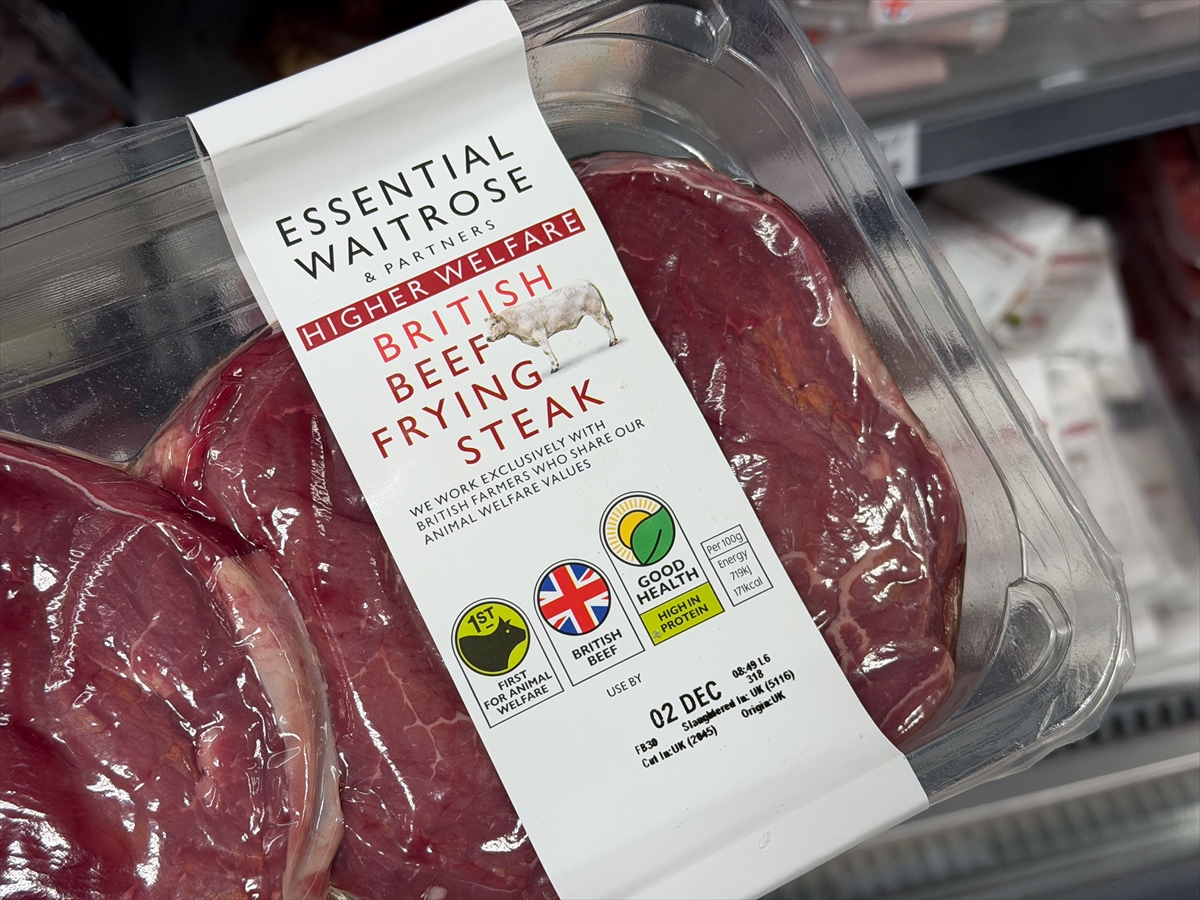 ESSENTIAL
WAITROSE
& PARTNERS
HIGHER WELFARE
BRITISH
BEEF
FRYING
STEAK
WE WORK EXCLUSIVELY WITH
BRITISH FARMERS WHO SHARE OUR
ANIMAL WELFARE VALUES
1ST
FIRST
FOR ANIMAL
WELFARE
BRITISH
BEEF
GOOD
HEALTH
HIGH IN
PROTEIN
Per 100g
Energy
719kJ
171kcal
USE BY
02 DEC
08:49 L6
318
FB30
Slaughtered In: UK (5116)
Cut In:UK (2045)
Origin:UK